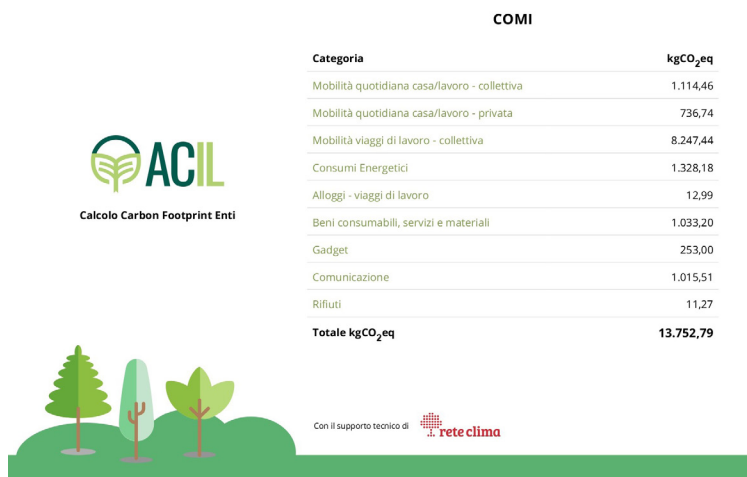 COMI
Categoria kgCO2eq
Mobilità quotidiana casa/lavoro - collettiva 1.114,46
Mobilità quotidiana casa/lavoro - privata 736,74
Mobilità viaggi di lavoro - collettiva 8.247,44
Consumi Energetici 1.328,18
Alloggi - viaggi di lavoro 12,99
Beni consumabili, servizi e materiali 1.033,20
Gadget 253,00
Comunicazione 1.015,51
Rifiuti 11,27
Totale kgCO2eq 13.752,79
ACIL
Calcolo Carbon Footprint Enti
Con il supporto tecnico di
rete clima